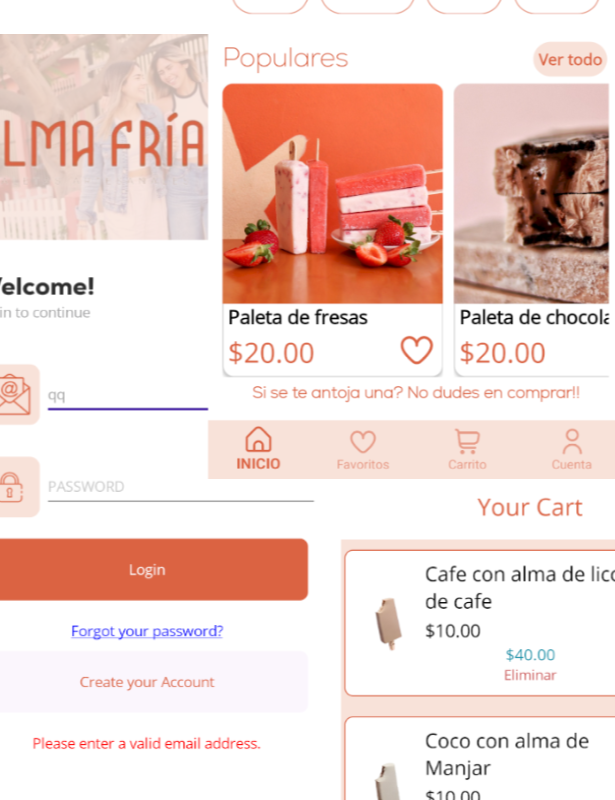 Populares
Ver todo
LMA FRÍA
Paleta de fresas
$20.00
Paleta de chocola
$20.00
Si se te antoja una? No dudes en comprar!!
INICIO
Favoritos
Carrito
Cuenta
elcome!
in to continue
qq
PASSWORD
Login
Forgot your password?
Create your Account
Please enter a valid email address.
Your Cart
Cafe con alma de lico
de cafe
$10.00
$40.00
Eliminar
Coco con alma de
Manjar
$10.00